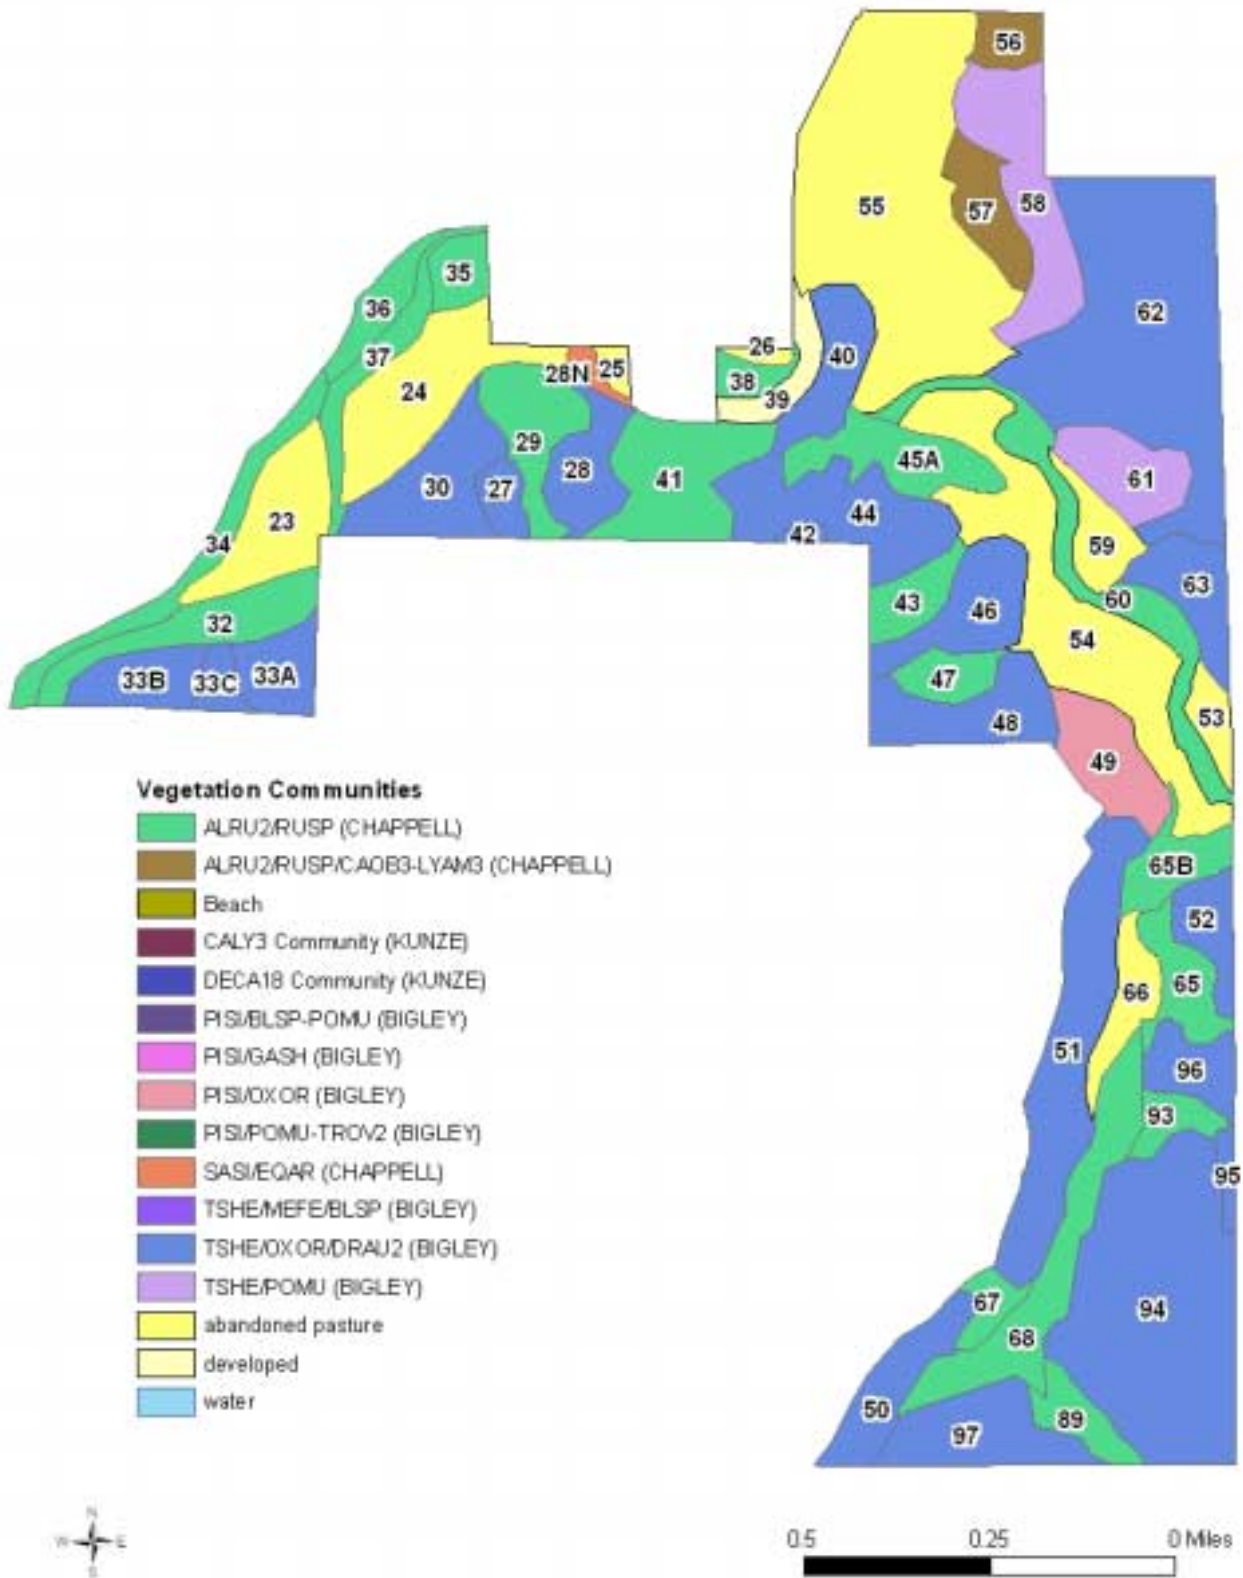 56
55
57
58
62
35
36
37
24
28N
25
26
40
38
39
29
45A
61
30
27
28
41
44
42
23
34
59
63
60
43
46
32
54
33B
33C
33A
47
48
53
49
Vegetation Communities
ALRU2/RUSP (CHAPPELL)
ALRU2/RUSP/CAOB3-LYAM3 (CHAPPELL)
Beach
CALY3 Community (KUNZE)
DECA18 Community (KUNZE)
PISI/BLSP-POMU (BIGLEY)
PISI/GASH (BIGLEY)
PISI/OXOR (BIGLEY)
PISI/POMU-TROV2 (BIGLEY)
SASI/EQAR (CHAPPELL)
TSHE/MEFE/BLSP (BIGLEY)
TSHE/OXOR/DRAU2 (BIGLEY)
TSHE/POMU (BIGLEY)
abandoned pasture
developed
water
65B
52
65
66
51
96
93
95
67
94
68
50
89
97
N
W E
S
0.5 0.25 0 Miles